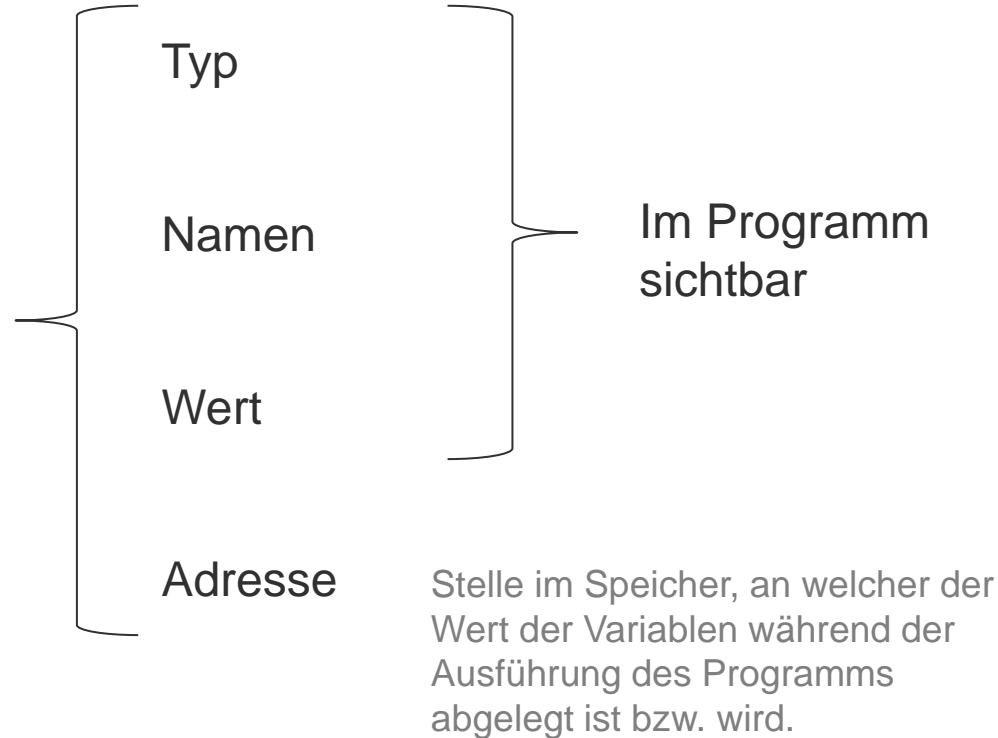 Typ
Namen
Im Programm
sichtbar
Wert
Adresse
Stelle im Speicher, an welcher der
Wert der Variablen während der
Ausführung des Programms
abgelegt ist bzw. wird.